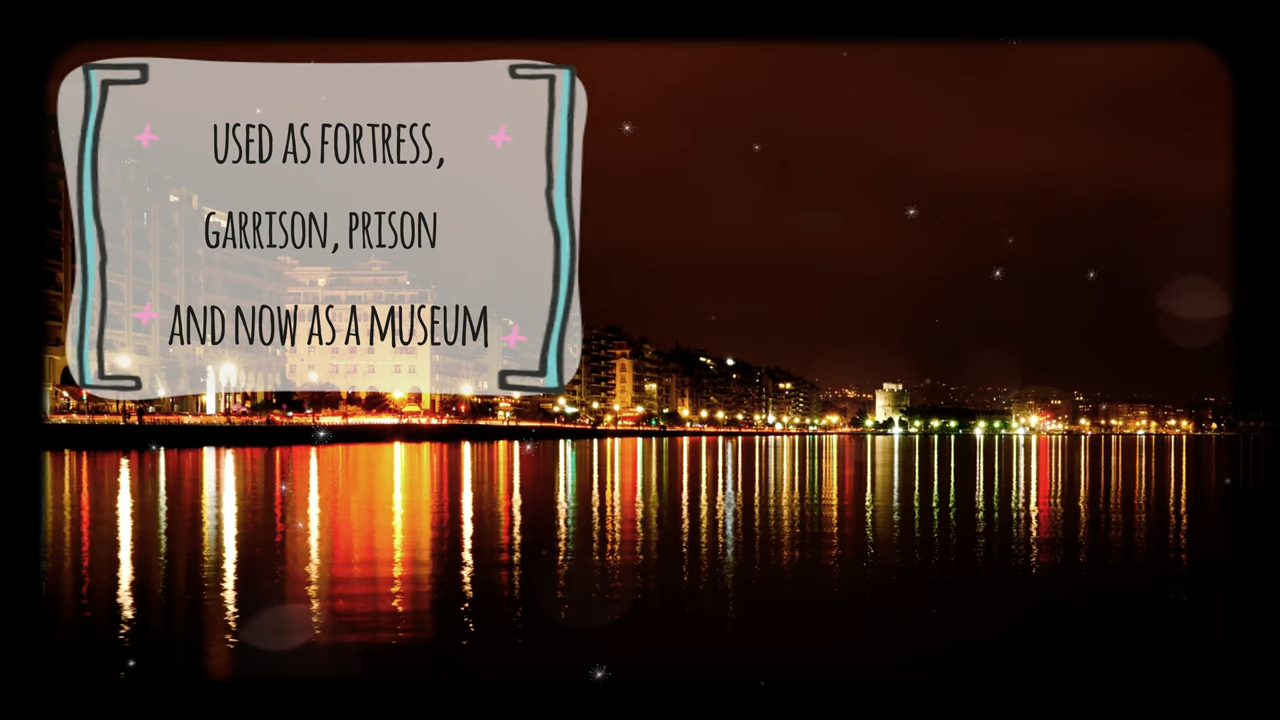 USED AS FORTRESS,
GARRISON, PRISON
AND NOW AS A MUSEUM